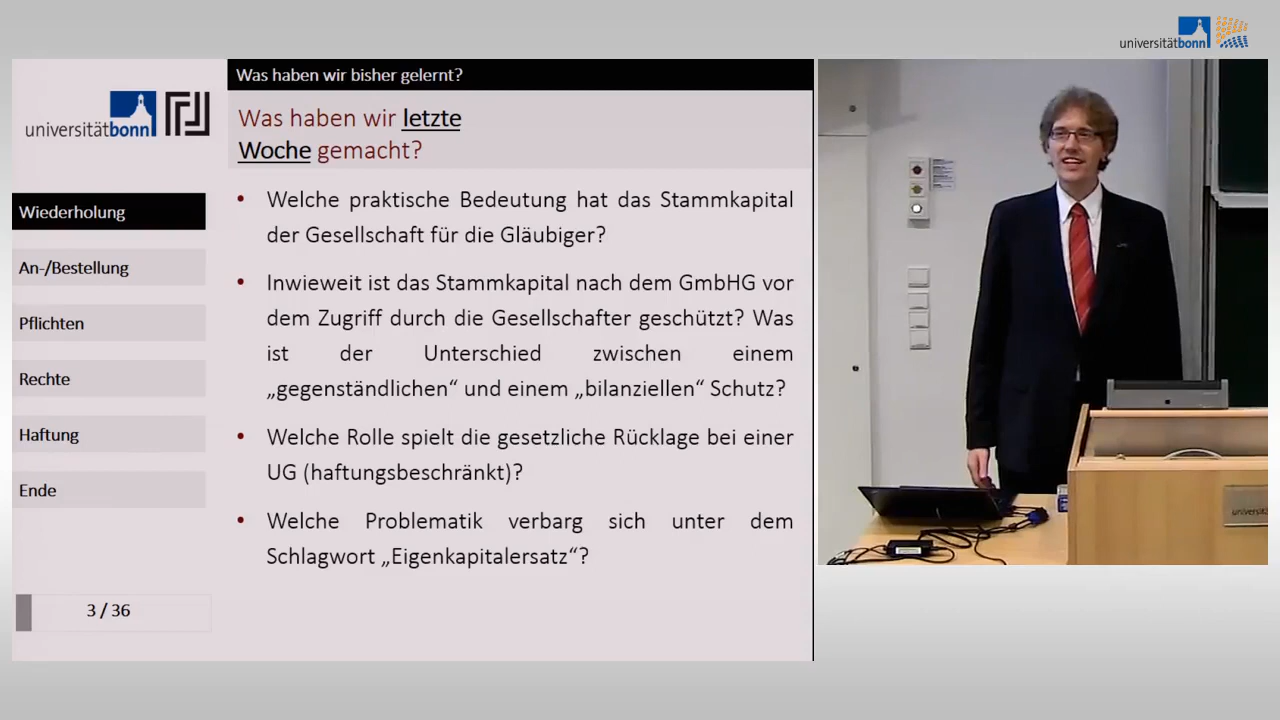 universitätbonn
Was haben wir bisher gelernt?
universitätbonn
Was haben wir letzte
Woche gemacht?
Wiederholung
An-/Bestellung
Pflichten
Rechte
Haftung
Ende
3 / 36
• Welche praktische Bedeutung hat das Stammkapital
der Gesellschaft für die Gläubiger?
• Inwieweit ist das Stammkapital nach dem GmbHG vor
dem Zugriff durch die Gesellschafter geschützt? Was
ist der Unterschied zwischen einem
„gegenständlichen“ und einem „bilanziellen“ Schutz?
• Welche Rolle spielt die gesetzliche Rücklage bei einer
UG (haftungsbeschränkt)?
• Welche Problematik verbarg sich unter dem
Schlagwort „Eigenkapitalersatz“?